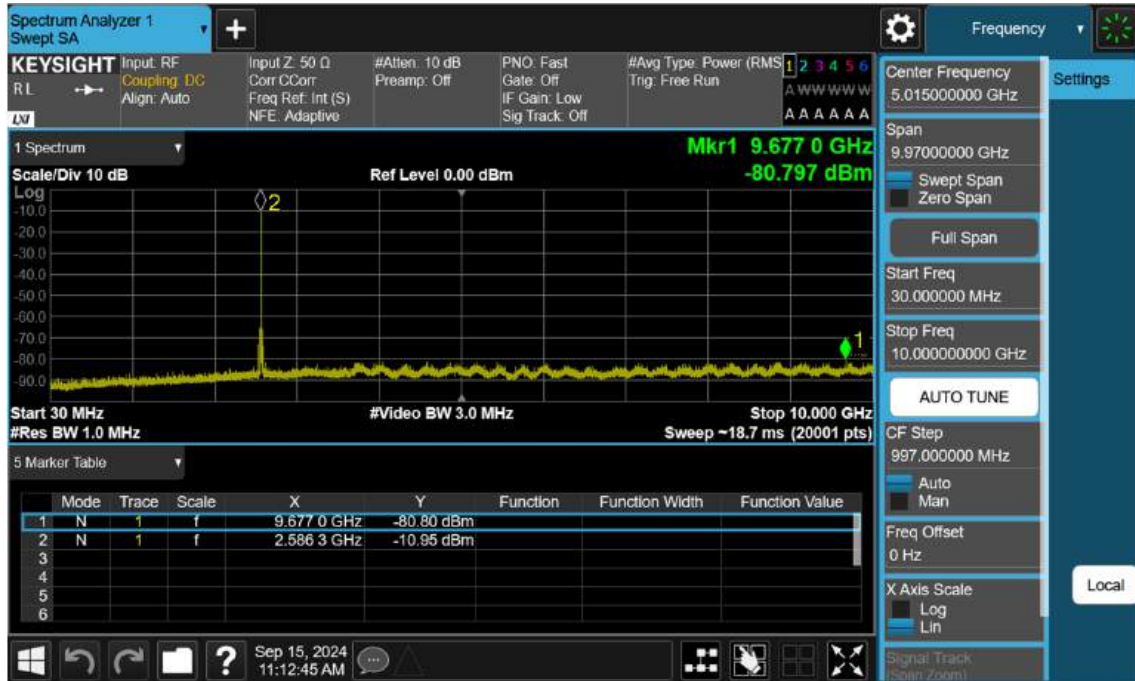 Spectrum Analyzer 1
Swept SA
+
Frequency
KEYSIGHT
R L
LXI
Input: RF
Coupling: DC
Align: Auto
Input Z: 50 Ω
Corr CCorr
Freq Ref: Int (S)
NFE: Adaptive
#Atten: 10 dB
Preamp: Off
PNO: Fast
Gate: Off
IF Gain: Low
Sig Track: Off
#Avg Type: Power (RMS
Trig: Free Run
1 2 3 4 5 6
A W W W W W
A A A A A A
1 Spectrum
Mkr1 9.677 0 GHz
-80.797 dBm
Scale/Div 10 dB
Ref Level 0.00 dBm
Log
-10.0
-20.0
-30.0
-40.0
-50.0
-60.0
-70.0
-80.0
-90.0
2
1
Start 30 MHz
#Video BW 3.0 MHz
Stop 10.000 GHz
#Res BW 1.0 MHz
Sweep ~18.7 ms (20001 pts)
5 Marker Table
Mode Trace Scale X Y Function Function Width Function Value
1 N 1 f 9.677 0 GHz -80.80 dBm
2 N 1 f 2.586 3 GHz -10.95 dBm
3
4
5
6
Sep 15, 2024
11:12:45 AM
?
Center Frequency
5.015000000 GHz
Settings
Span
9.97000000 GHz
Swept Span
Zero Span
Full Span
Start Freq
30.000000 MHz
Stop Freq
10.000000000 GHz
AUTO TUNE
CF Step
997.000000 MHz
Auto
Man
Freq Offset
0 Hz
X Axis Scale
Log
Lin
Local
Signal Track
(Span Zoom)